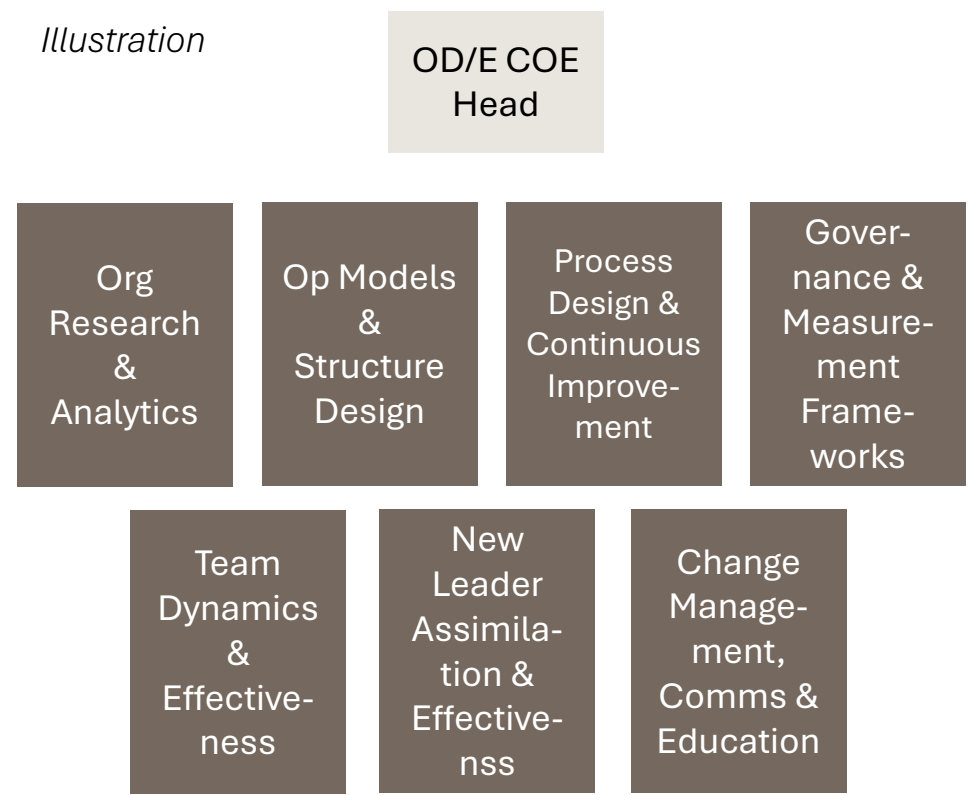 Illustration
OD/E COE
Head
Org
Research
&
Analytics
Op Models
&
Structure
Design
Process
Design &
Continuous
Improve-
ment
Gover-
nance &
Measure-
ment
Frame-
works
Team
Dynamics
&
Effective-
ness
New
Leader
Assimila-
tion &
Effective-
nss
Change
Manage-
ment,
Comms &
Education